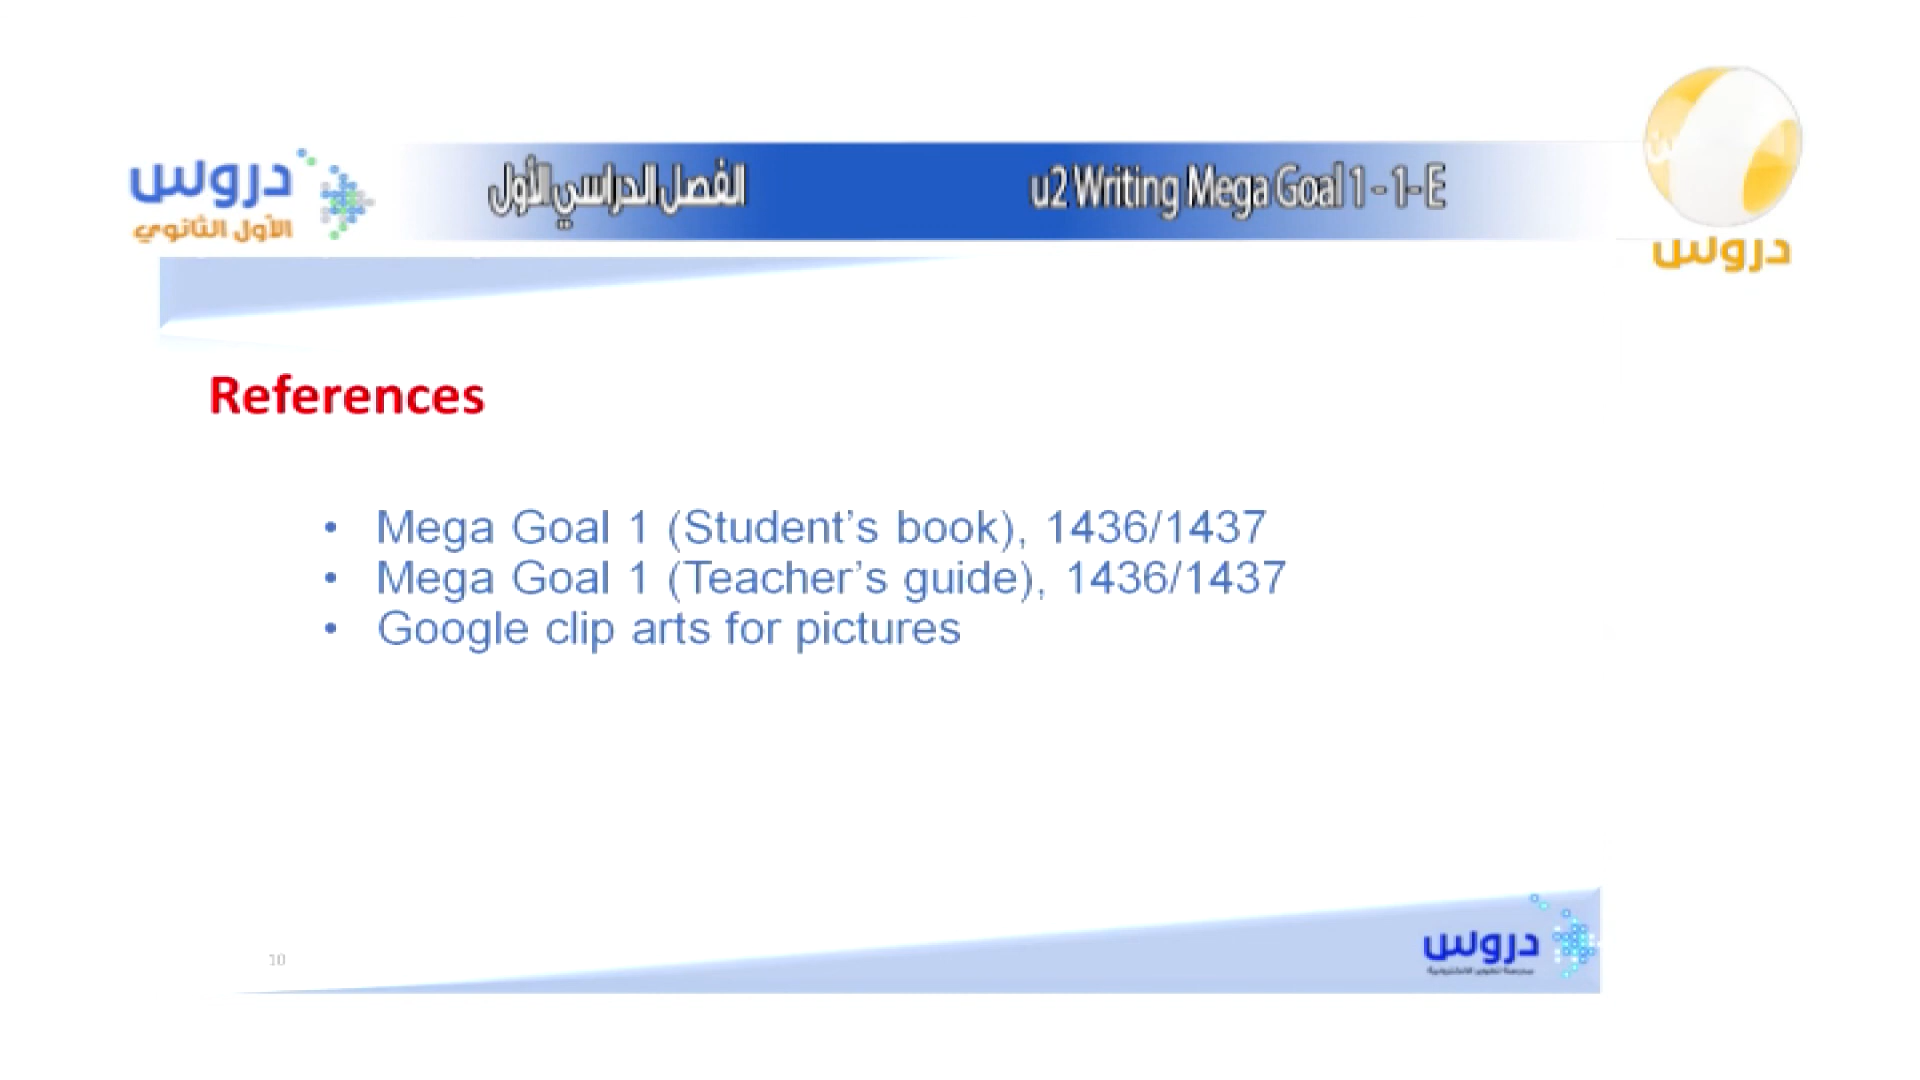 دروس
الأول الثانوي
الفصل الدراسي الأول
u2 Writing Mega Goal 1 - 1- E
دروس
References
• Mega Goal 1 (Student’s book), 1436/1437
• Mega Goal 1 (Teacher’s guide), 1436/1437
• Google clip arts for pictures
10
دروس